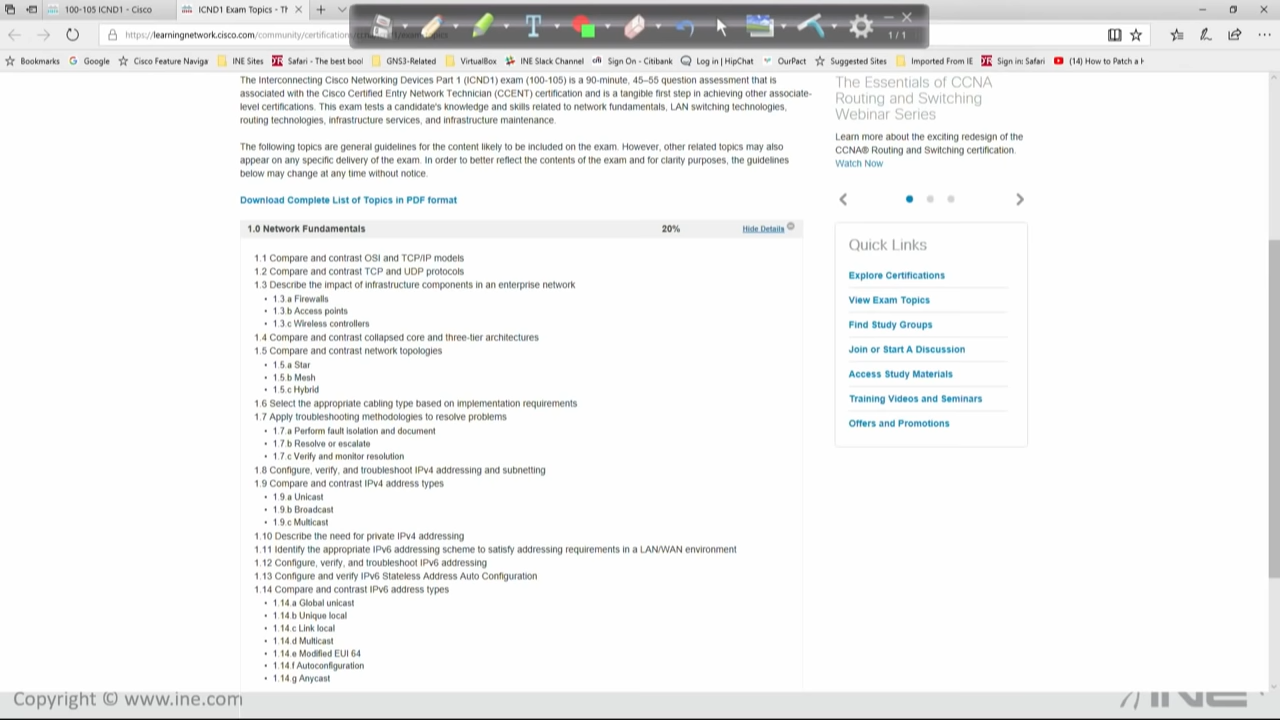 100-105 ICND1 - Cisco
ICND1 Exam Topics - Th
1 / 1
https://learningnetwork.cisco.com/community/certification
exam-topics
Bookmarks
Google
Cisco Feature Naviga
INE Sites
Safari - The best bool
GNS3-Related
VirtualBox
INE Slack Channel
Sign On - Citibank
Log in | HipChat
OurPact
Suggested Sites
Imported From IE
Sign in: Safari
(14) How to Patch a H
The Interconnecting Cisco Networking Devices Part 1 (ICND1) exam (100-105) is a 90-minute, 45–55 question assessment that is
associated with the Cisco Certified Entry Network Technician (CCENT) certification and is a tangible first step in achieving other associate-
level certifications. This exam tests a candidate's knowledge and skills related to network fundamentals, LAN switching technologies,
routing technologies, infrastructure services, and infrastructure maintenance.
The following topics are general guidelines for the content likely to be included on the exam. However, other related topics may also
appear on any specific delivery of the exam. In order to better reflect the contents of the exam and for clarity purposes, the guidelines
below may change at any time without notice.
Download Complete List of Topics in PDF format
1.0 Network Fundamentals 20% Hide Details
1.1 Compare and contrast OSI and TCP/IP models
1.2 Compare and contrast TCP and UDP protocols
1.3 Describe the impact of infrastructure components in an enterprise network
• 1.3.a Firewalls
• 1.3.b Access points
• 1.3.c Wireless controllers
1.4 Compare and contrast collapsed core and three-tier architectures
1.5 Compare and contrast network topologies
• 1.5.a Star
• 1.5.b Mesh
• 1.5.c Hybrid
1.6 Select the appropriate cabling type based on implementation requirements
1.7 Apply troubleshooting methodologies to resolve problems
• 1.7.a Perform fault isolation and document
• 1.7.b Resolve or escalate
• 1.7.c Verify and monitor resolution
1.8 Configure, verify, and troubleshoot IPv4 addressing and subnetting
1.9 Compare and contrast IPv4 address types
• 1.9.a Unicast
• 1.9.b Broadcast
• 1.9.c Multicast
1.10 Describe the need for private IPv4 addressing
1.11 Identify the appropriate IPv6 addressing scheme to satisfy addressing requirements in a LAN/WAN environment
1.12 Configure, verify, and troubleshoot IPv6 addressing
1.13 Configure and verify IPv6 Stateless Address Auto Configuration
1.14 Compare and contrast IPv6 address types
• 1.14.a Global unicast
• 1.14.b Unique local
• 1.14.c Link local
• 1.14.d Multicast
• 1.14.e Modified EUI 64
• 1.14.f Autoconfiguration
• 1.14.g Anycast
The Essentials of CCNA
Routing and Switching
Webinar Series
Learn more about the exciting redesign of the
CCNA® Routing and Switching certification.
Watch Now
Quick Links
Explore Certifications
View Exam Topics
Find Study Groups
Join or Start A Discussion
Access Study Materials
Training Videos and Seminars
Offers and Promotions
Copyright © www.ine.com
INE